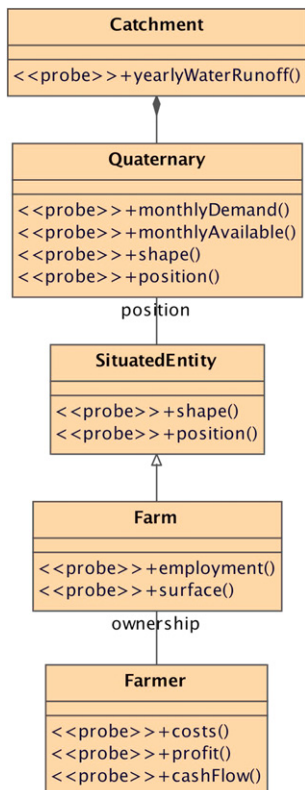 Catchment
<<probe>>+yearlyWaterRunoff()
Quaternary
<<probe>>+monthlyDemand()
<<probe>>+monthlyAvailable()
<<probe>>+shape()
<<probe>>+position()
position
SituatedEntity
<<probe>>+shape()
<<probe>>+position()
Farm
<<probe>>+employment()
<<probe>>+surface()
ownership
Farmer
<<probe>>+costs()
<<probe>>+profit()
<<probe>>+cashFlow()